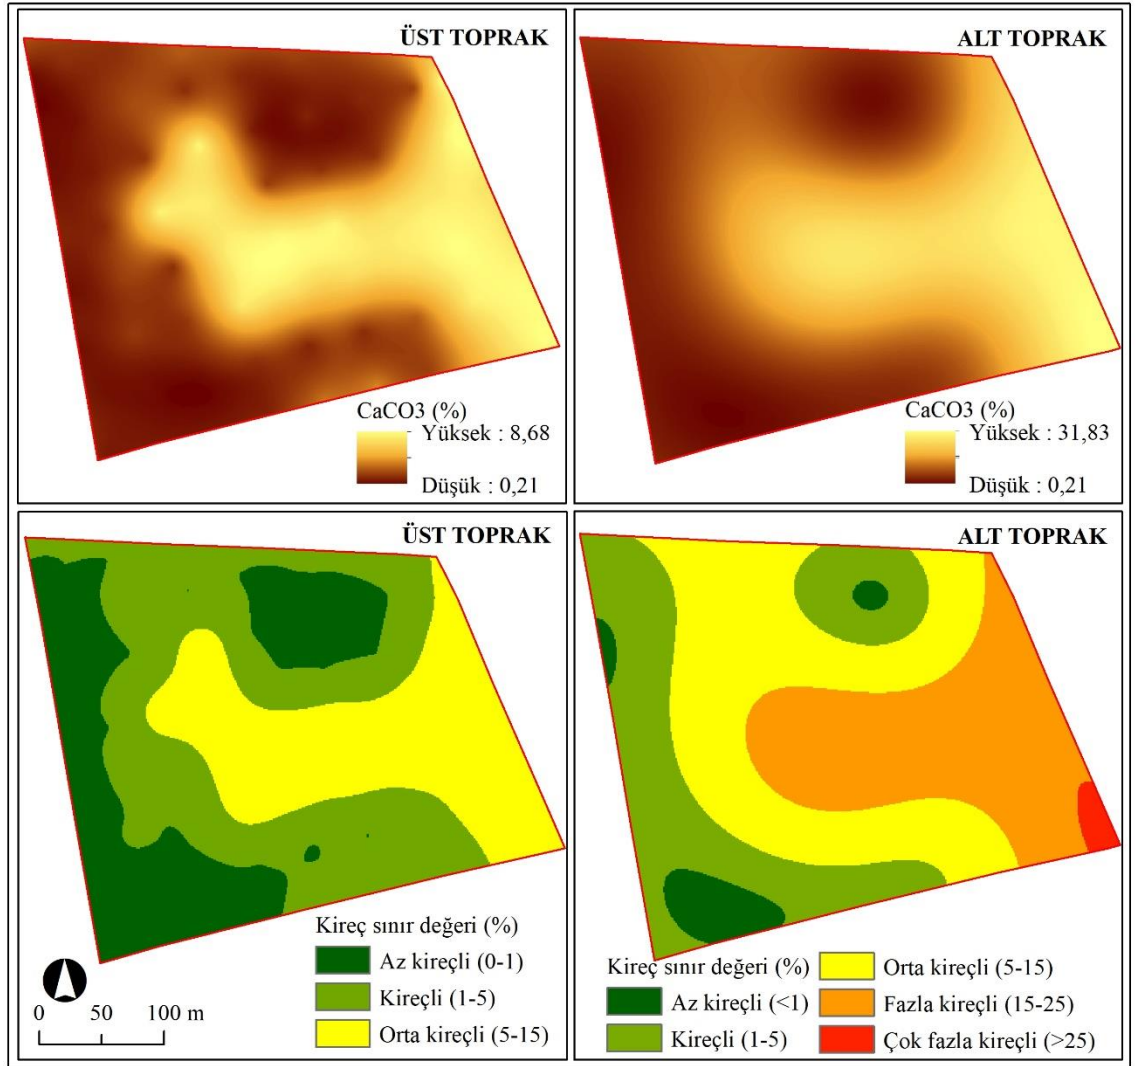 ÜST TOPRAK
CaCO3 (%)
Yüksek : 8,68
Düşük : 0,21
ALT TOPRAK
CaCO3 (%)
Yüksek : 31,83
Düşük : 0,21
ÜST TOPRAK
Kireç sınır değeri (%)
Az kireçli (0-1)
Kireçli (1-5)
Orta kireçli (5-15)
0 50 100 m
ALT TOPRAK
Kireç sınır değeri (%)
Az kireçli (<1)
Kireçli (1-5)
Orta kireçli (5-15)
Fazla kireçli (15-25)
Çok fazla kireçli (>25)